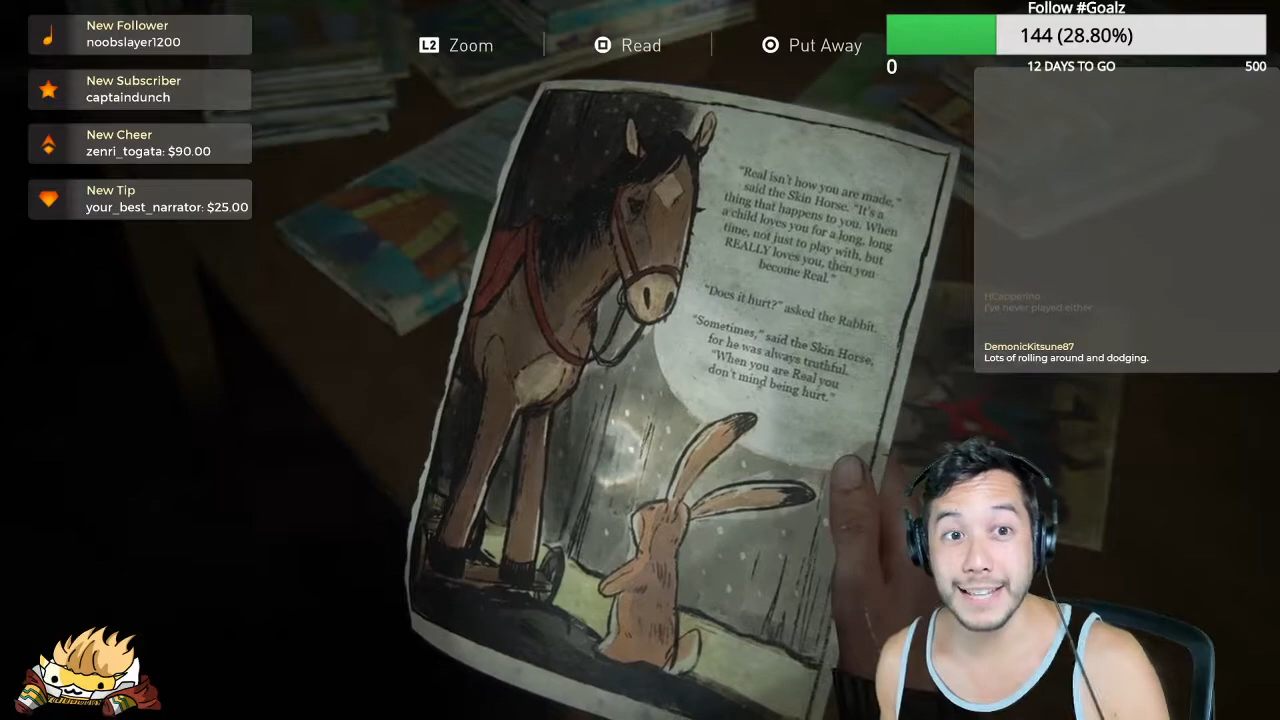 New Follower
noobslayer1200
New Subscriber
captaindunch
New Cheer
zenri_togata: $90.00
New Tip
your_best_narrator: $25.00
L2 Zoom
Read
Put Away
Follow #Goalz
144 (28.80%)
0
12 DAYS TO GO
500
"Real isn't how you are made,"
said the Skin Horse. "It's a
thing that happens to you. When
a child loves you for a long, long
time, not just to play with, but
REALLY loves you, then you
become Real."
"Does it hurt?" asked the Rabbit.
"Sometimes," said the Skin Horse,
for he was always truthful.
"When you are Real you
don't mind being hurt."
I've never played either
DemonicKitsune87
Lots of rolling around and dodging.